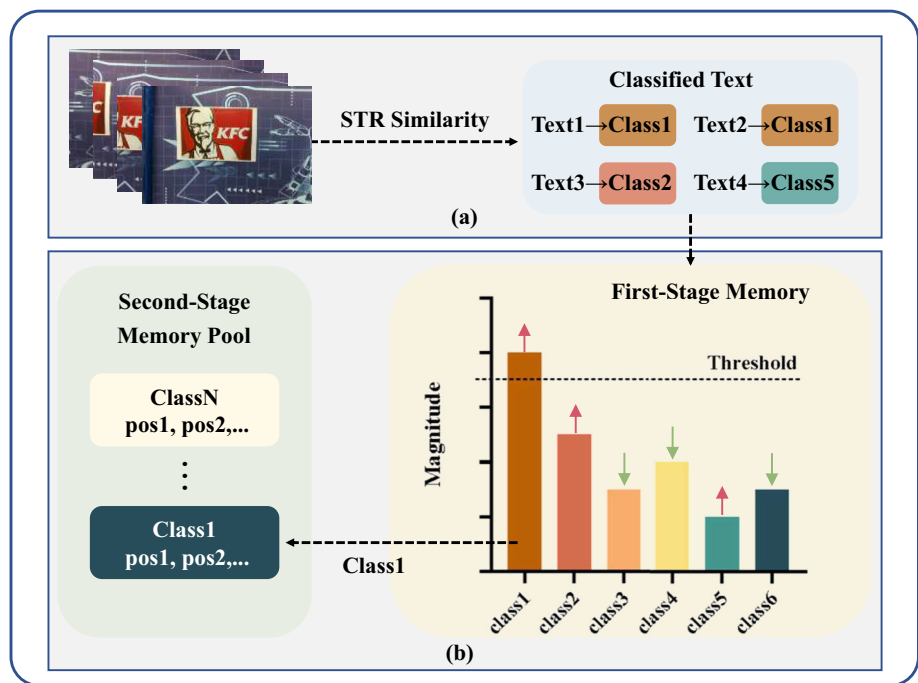 KFC
STR Similarity
Classified Text
Text1→Class1 Text2→Class1
Text3→Class2 Text4→Class5
(a)
Second-Stage
Memory Pool
ClassN
pos1, pos2,...
Class1
pos1, pos2,...
Class1
First-Stage Memory
Threshold
Magnitude
class1 class2 class3 class4 class5 class6
(b)